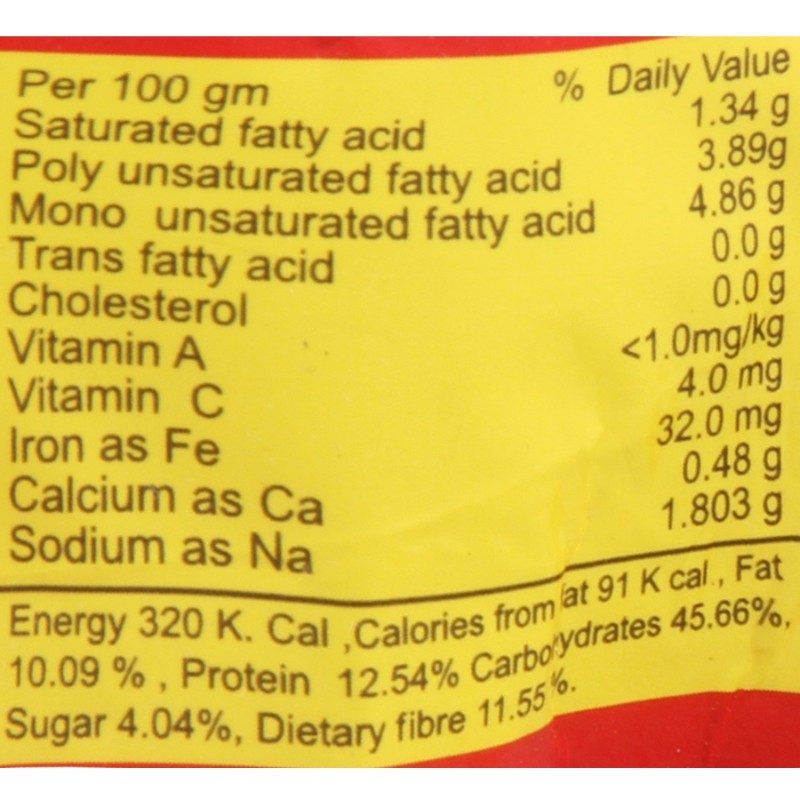 Per 100 gm % Daily Value
Saturated fatty acid 1.34 g
Poly unsaturated fatty acid 3.89g
Mono unsaturated fatty acid 4.86 g
Trans fatty acid 0.0 g
Cholesterol 0.0 g
Vitamin A <1.0mg/kg
Vitamin C 4.0 mg
Iron as Fe 32.0 mg
Calcium as Ca 0.48 g
Sodium as Na 1.803 g
Energy 320 K. Cal ,Calories from fat 91 K cal., Fat
10.09 % , Protein 12.54% Carbohydrates 45.66%,
Sugar 4.04%, Dietary fibre 11.55%.